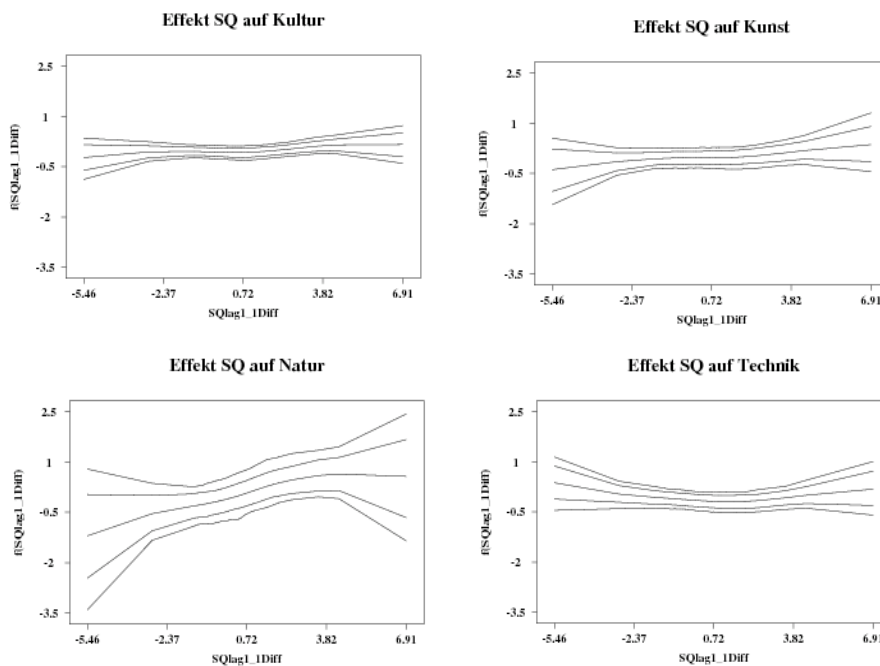 Effekt SQ auf Kultur
2.5
1
-0.5
-2
-3.5
f(SQlag1_1Diff)
-5.46 -2.37 0.72 3.82 6.91
SQlag1_1Diff
Effekt SQ auf Kunst
2.5
1
-0.5
-2
-3.5
f(SQlag1_1Diff)
-5.46 -2.37 0.72 3.82 6.91
SQlag1_1Diff
Effekt SQ auf Natur
2.5
1
-0.5
-2
-3.5
f(SQlag1_1Diff)
-5.46 -2.37 0.72 3.82 6.91
SQlag1_1Diff
Effekt SQ auf Technik
2.5
1
-0.5
-2
-3.5
f(SQlag1_1Diff)
-5.46 -2.37 0.72 3.82 6.91
SQlag1_1Diff